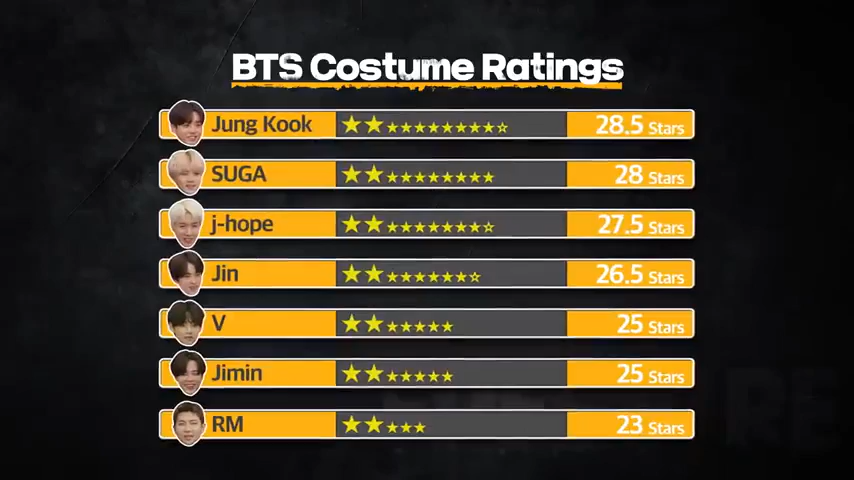 BTS Costume Ratings
Jung Kook 28.5 Stars
SUGA 28 Stars
j-hope 27.5 Stars
Jin 26.5 Stars
V 25 Stars
Jimin 25 Stars
RM 23 Stars